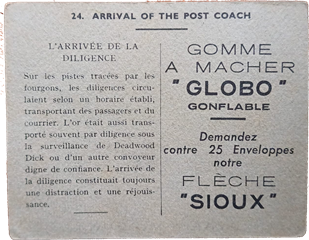 24. ARRIVAL OF THE POST COACH
L'ARRIVÉE DE LA
DILIGENCE
Sur les pistes tracées par les
fourgons, les diligences circu-
laient selon un horaire établi,
transportant des passagers et du
courrier. L'or était aussi trans-
porté souvent par diligence sous
la surveillance de Deadwood
Dick ou d'un autre convoyeur
digne de confiance. L'arrivée de
la diligence constituait toujours
une distraction et une réjouis-
sance.
GOMME
A MACHER
"GLOBO"
GONFLABLE
Demandez
contre 25 Enveloppes
notre
FLÈCHE
"SIOUX"